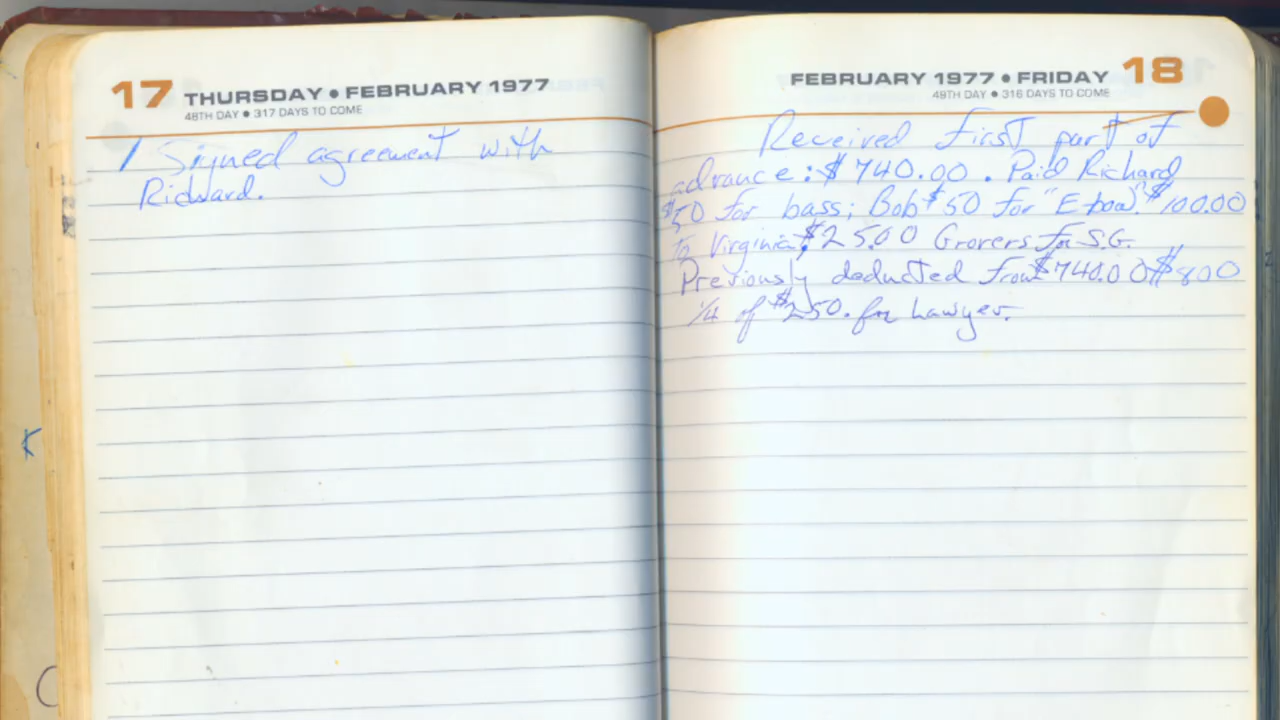 17 THURSDAY • FEBRUARY 1977
48TH DAY • 317 DAYS TO COME
Signed agreement with
Richard.
FEBRUARY 1977 • FRIDAY 18
49TH DAY • 316 DAYS TO COME
Received first part of
advance: $740.00. Paid Richard
$50 for bass; Bob $50 for "E-bow". $100.00
to Virginia. $25.00 Grovers for S.G.
Previously deducted from $740.00 $8.00
1/4 of $250. for Lawyer.